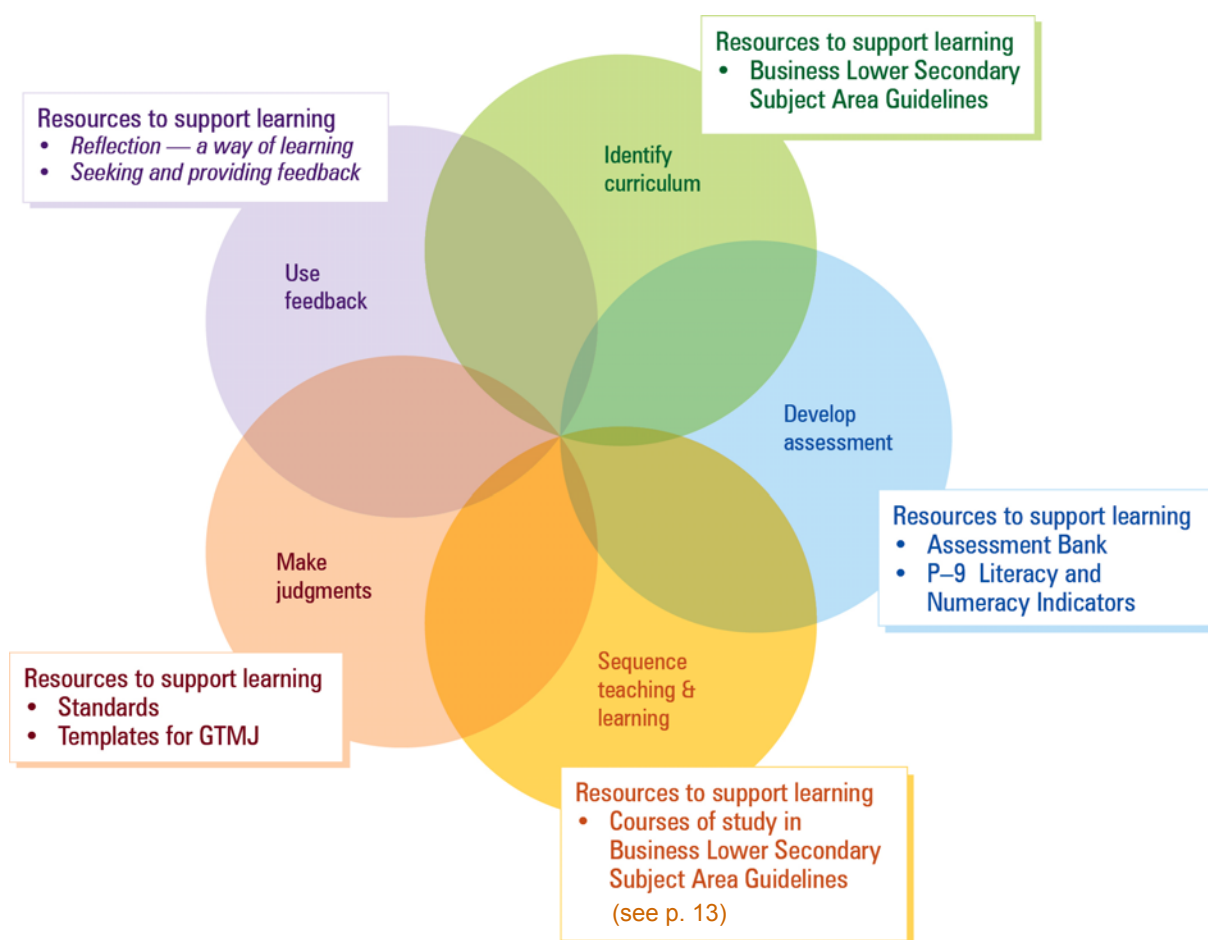 Resources to support learning
• Business Lower Secondary
Subject Area Guidelines
Resources to support learning
• Reflection — a way of learning
• Seeking and providing feedback
Identify
curriculum
Use
feedback
Develop
assessment
Resources to support learning
• Assessment Bank
• P–9 Literacy and
Numeracy Indicators
Make
judgments
Resources to support learning
• Standards
• Templates for GTMJ
Sequence
teaching &
learning
Resources to support learning
• Courses of study in
Business Lower Secondary
Subject Area Guidelines
(see p. 13)